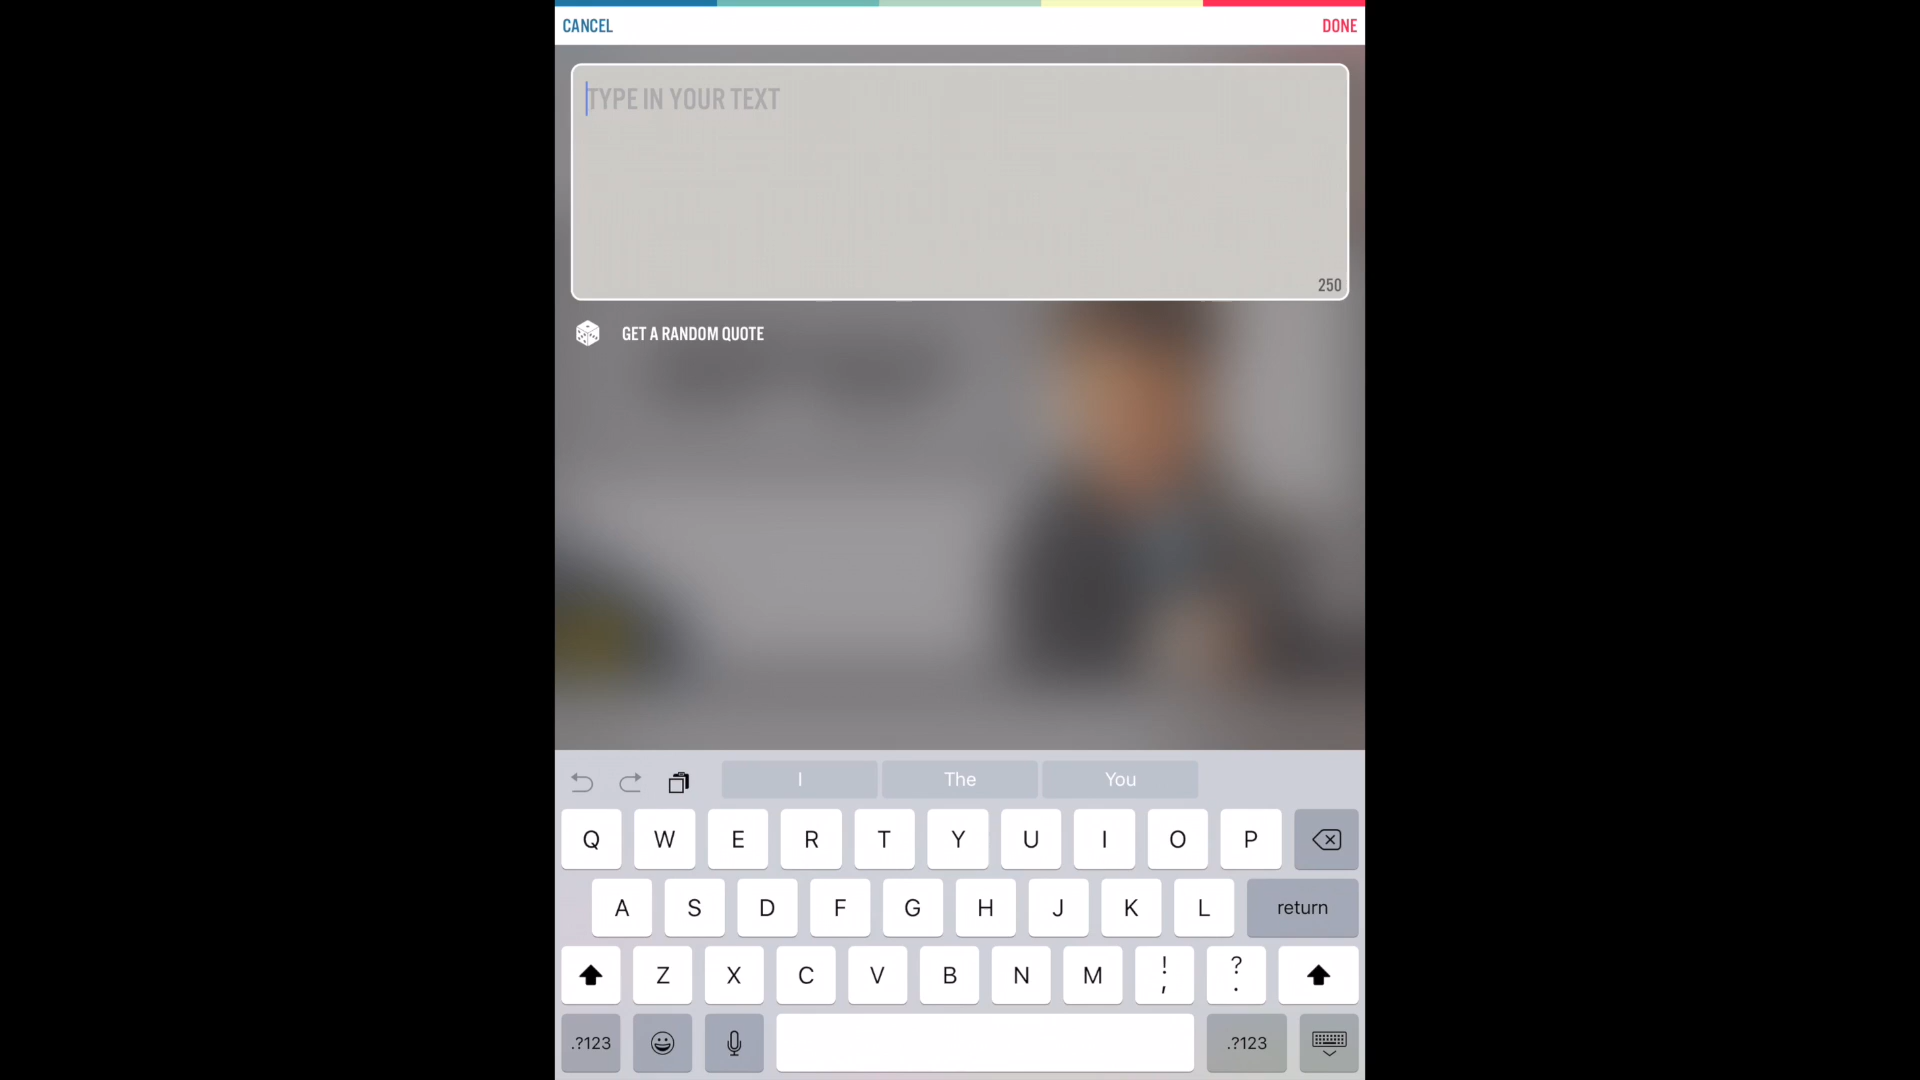 CANCEL DONE
TYPE IN YOUR TEXT
250
GET A RANDOM QUOTE
I The You
Q W E R T Y U I O P
A S D F G H J K L return
Z X C V B N M ! , ? .
.?123 .?123